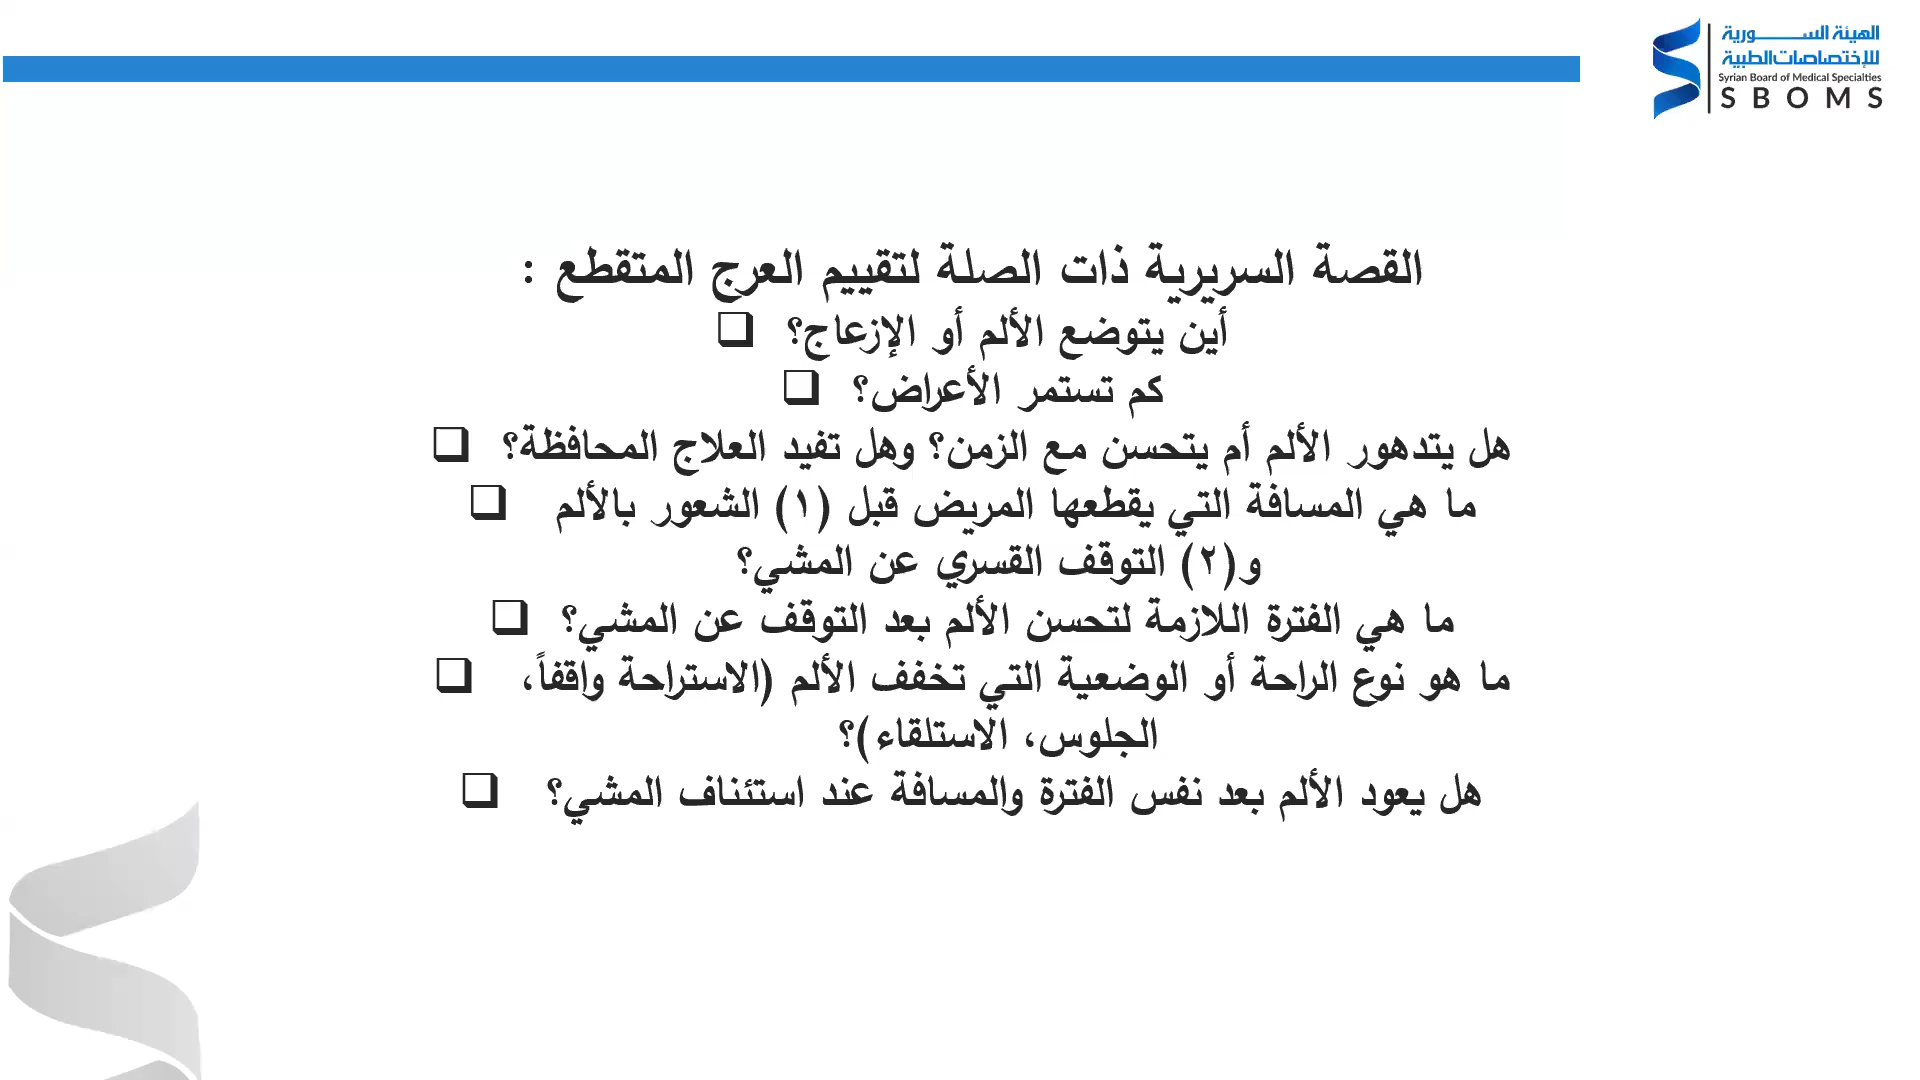 الهيئة الســـــــورية
للإختصاصات الطبية
Syrian Board of Medical Specialties
SBOMS
القصة السريرية ذات الصلة لتقييم العرج المتقطع :
أين يتوضع الألم أو الإزعاج؟
كم تستمر الأعراض؟
هل يتدهور الألم أم يتحسن مع الزمن؟ وهل تفيد العلاج المحافظة؟
ما هي المسافة التي يقطعها المريض قبل (١) الشعور بالألم
و(٢) التوقف القسري عن المشي؟
ما هي الفترة اللازمة لتحسن الألم بعد التوقف عن المشي؟
ما هو نوع الراحة أو الوضعية التي تخفف الألم (الاستراحة واقفاً،
الجلوس، الاستلقاء)؟
هل يعود الألم بعد نفس الفترة والمسافة عند استئناف المشي؟